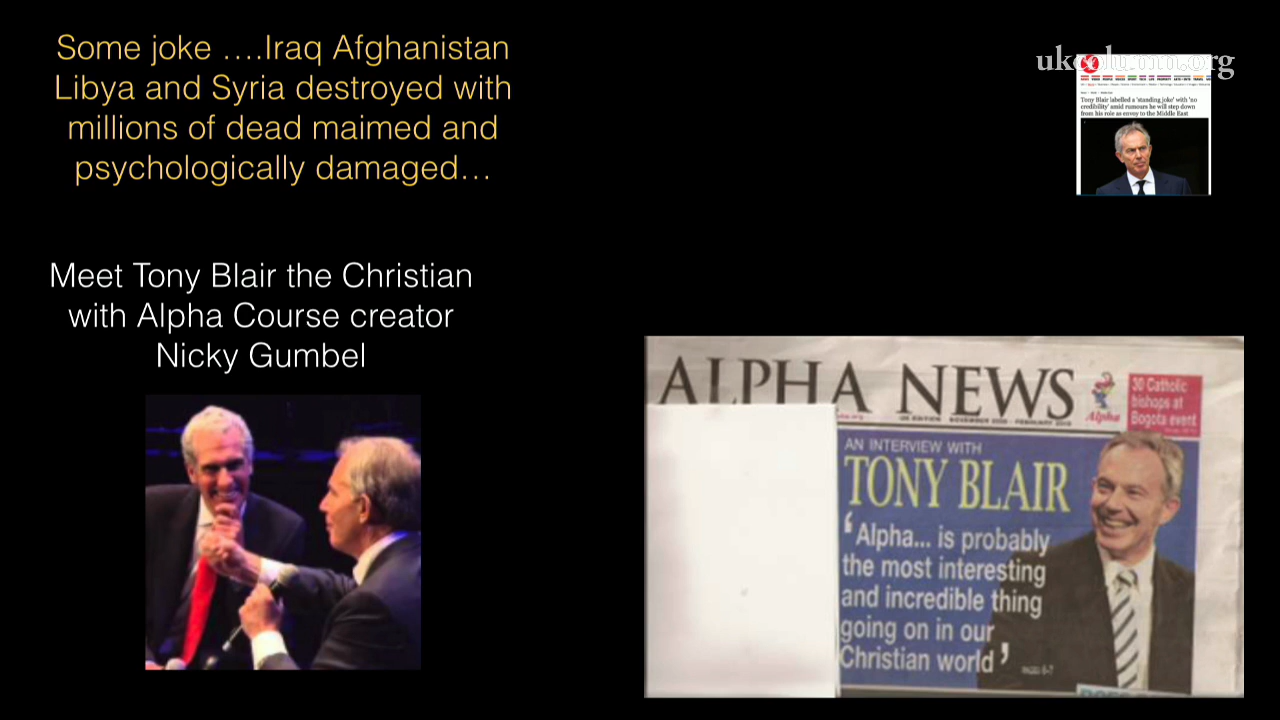 Some joke ….Iraq Afghanistan
Libya and Syria destroyed with
millions of dead maimed and
psychologically damaged…
ukcolumn.org
Tony Blair labelled a 'standing joke' with 'no
credibility' amid rumours he will step down
from his role as envoy to the Middle East
Meet Tony Blair the Christian
with Alpha Course creator
Nicky Gumbel
ALPHA NEWS
Alpha
30 Catholic
bishops at
Bogota event
UK EDITION
AN INTERVIEW WITH
TONY BLAIR
‘Alpha... is probably
the most interesting
and incredible thing
going on in our
Christian world’